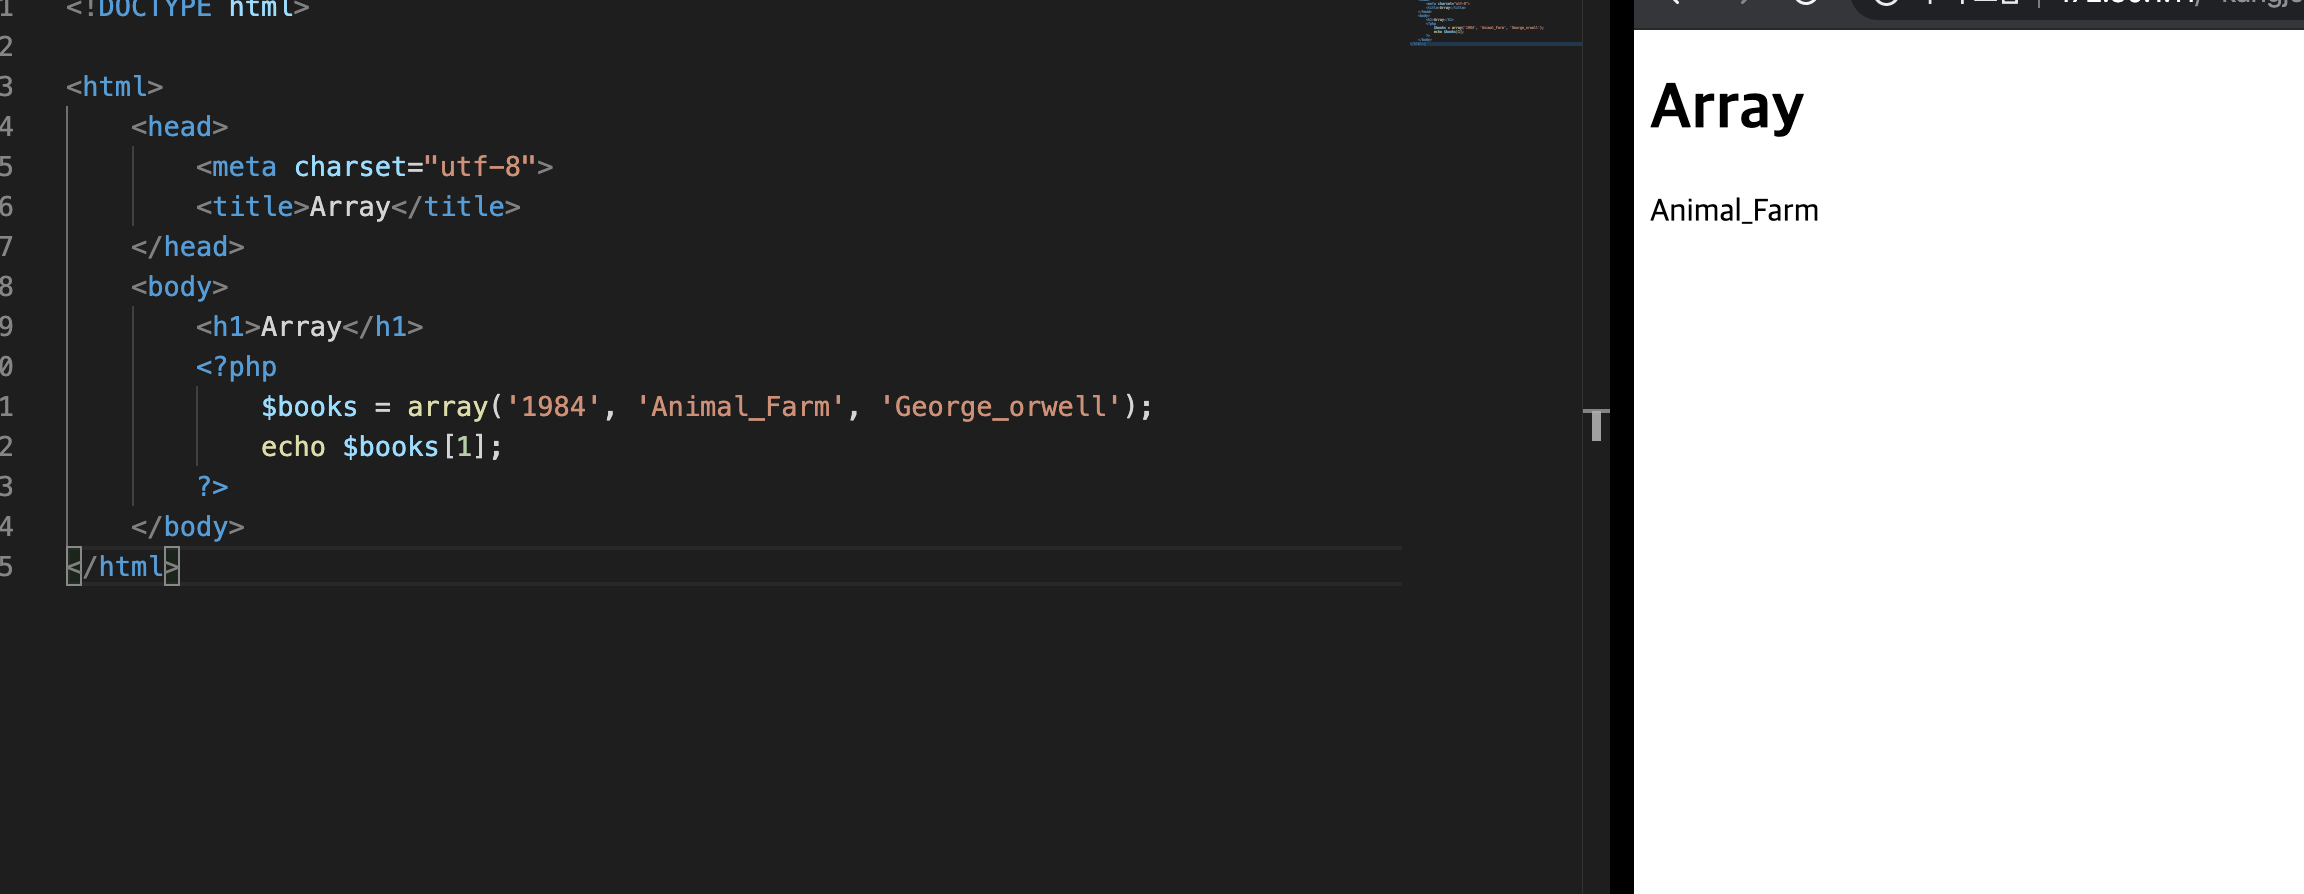 1 <!DOCTYPE html>
2
3 <html>
4 <head>
5 <meta charset="utf-8">
6 <title>Array</title>
7 </head>
8 <body>
9 <h1>Array</h1>
0 <?php
1 $books = array('1984', 'Animal_Farm', 'George_orwell');
2 echo $books[1];
3 ?>
4 </body>
5 </html>
Array
Animal_Farm